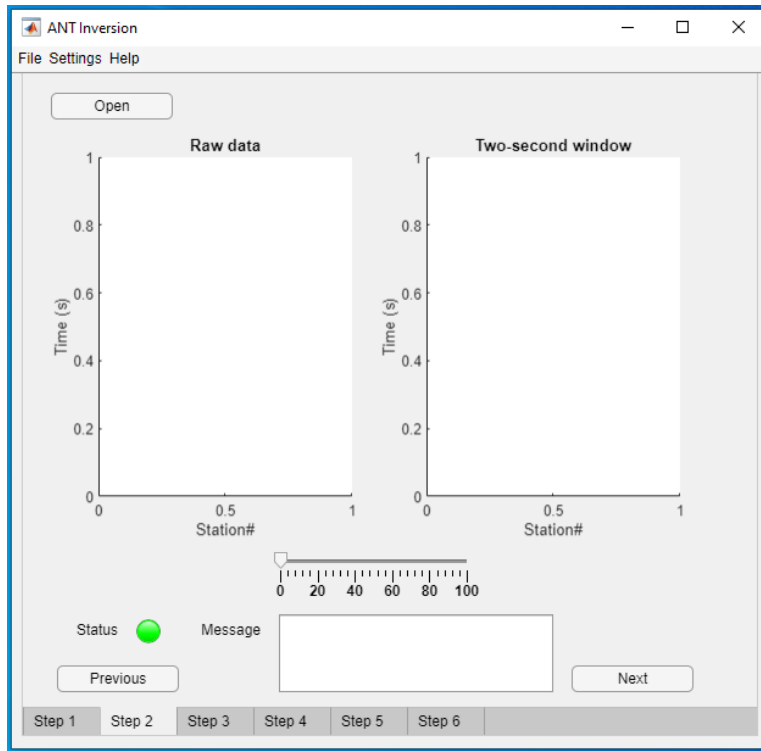 ANT Inversion
File Settings Help
Open
Raw data
Two-second window
1
0.8
0.6
0.4
0.2
0
Time (s)
0 0.5 1
Station#
1
0.8
0.6
0.4
0.2
0
Time (s)
0 0.5 1
Station#
0 20 40 60 80 100
Status
Message
Previous
Next
Step 1 Step 2 Step 3 Step 4 Step 5 Step 6